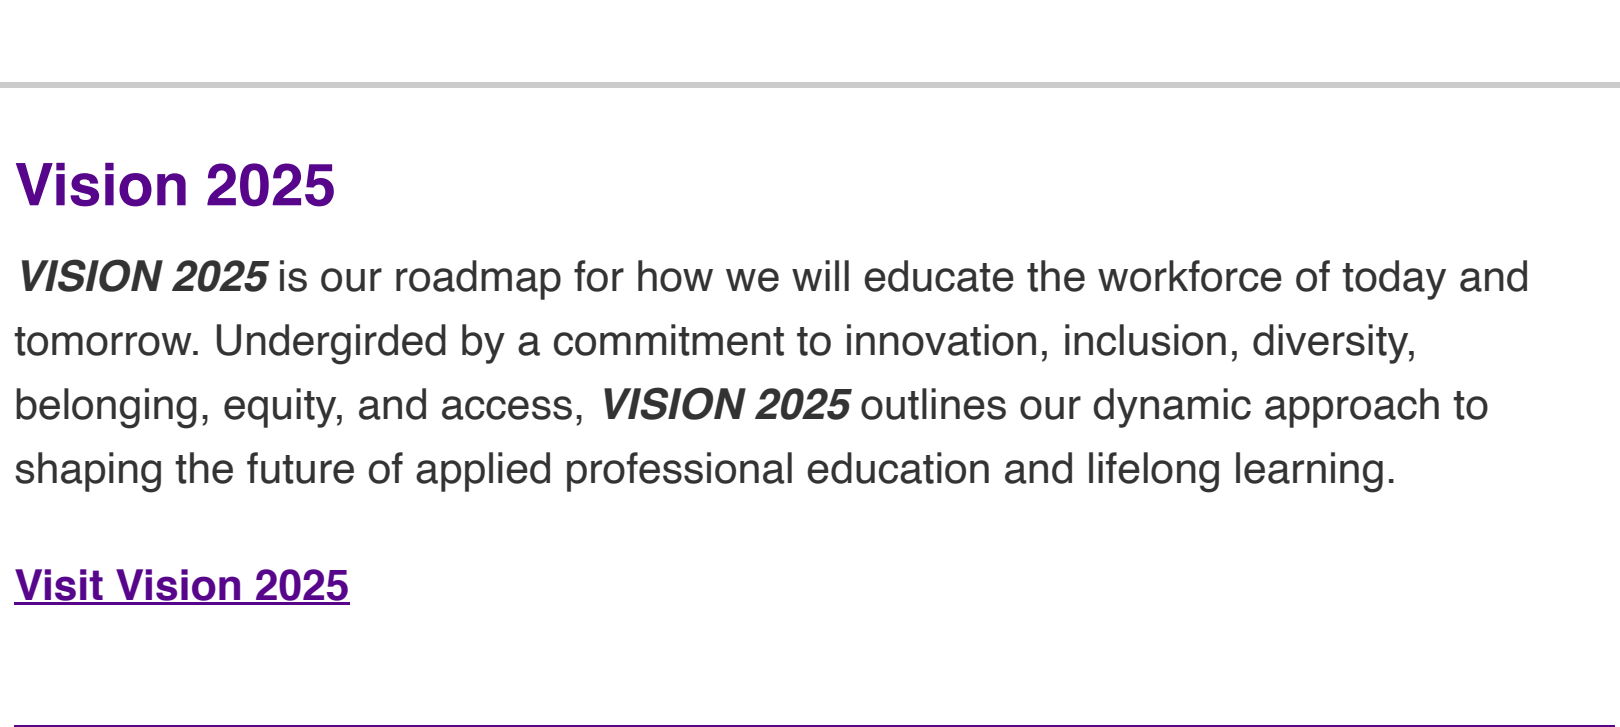 Vision 2025
VISION 2025 is our roadmap for how we will educate the workforce of today and
tomorrow. Undergirded by a commitment to innovation, inclusion, diversity,
belonging, equity, and access, VISION 2025 outlines our dynamic approach to
shaping the future of applied professional education and lifelong learning.
Visit Vision 2025